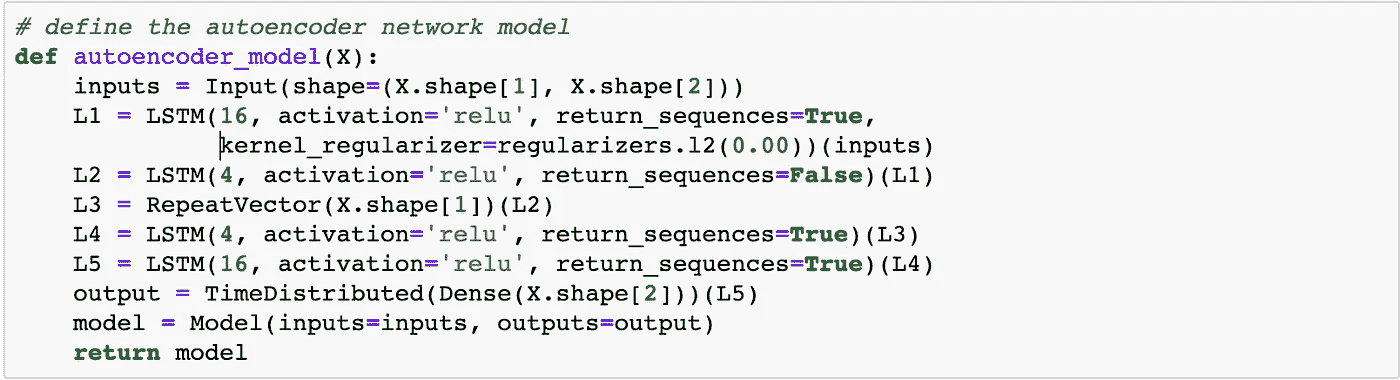 # define the autoencoder network model
def autoencoder_model(X):
    inputs = Input(shape=(X.shape[1], X.shape[2]))
    L1 = LSTM(16, activation='relu', return_sequences=True,
              kernel_regularizer=regularizers.l2(0.00))(inputs)
    L2 = LSTM(4, activation='relu', return_sequences=False)(L1)
    L3 = RepeatVector(X.shape[1])(L2)
    L4 = LSTM(4, activation='relu', return_sequences=True)(L3)
    L5 = LSTM(16, activation='relu', return_sequences=True)(L4)
    output = TimeDistributed(Dense(X.shape[2]))(L5)
    model = Model(inputs=inputs, outputs=output)
    return model